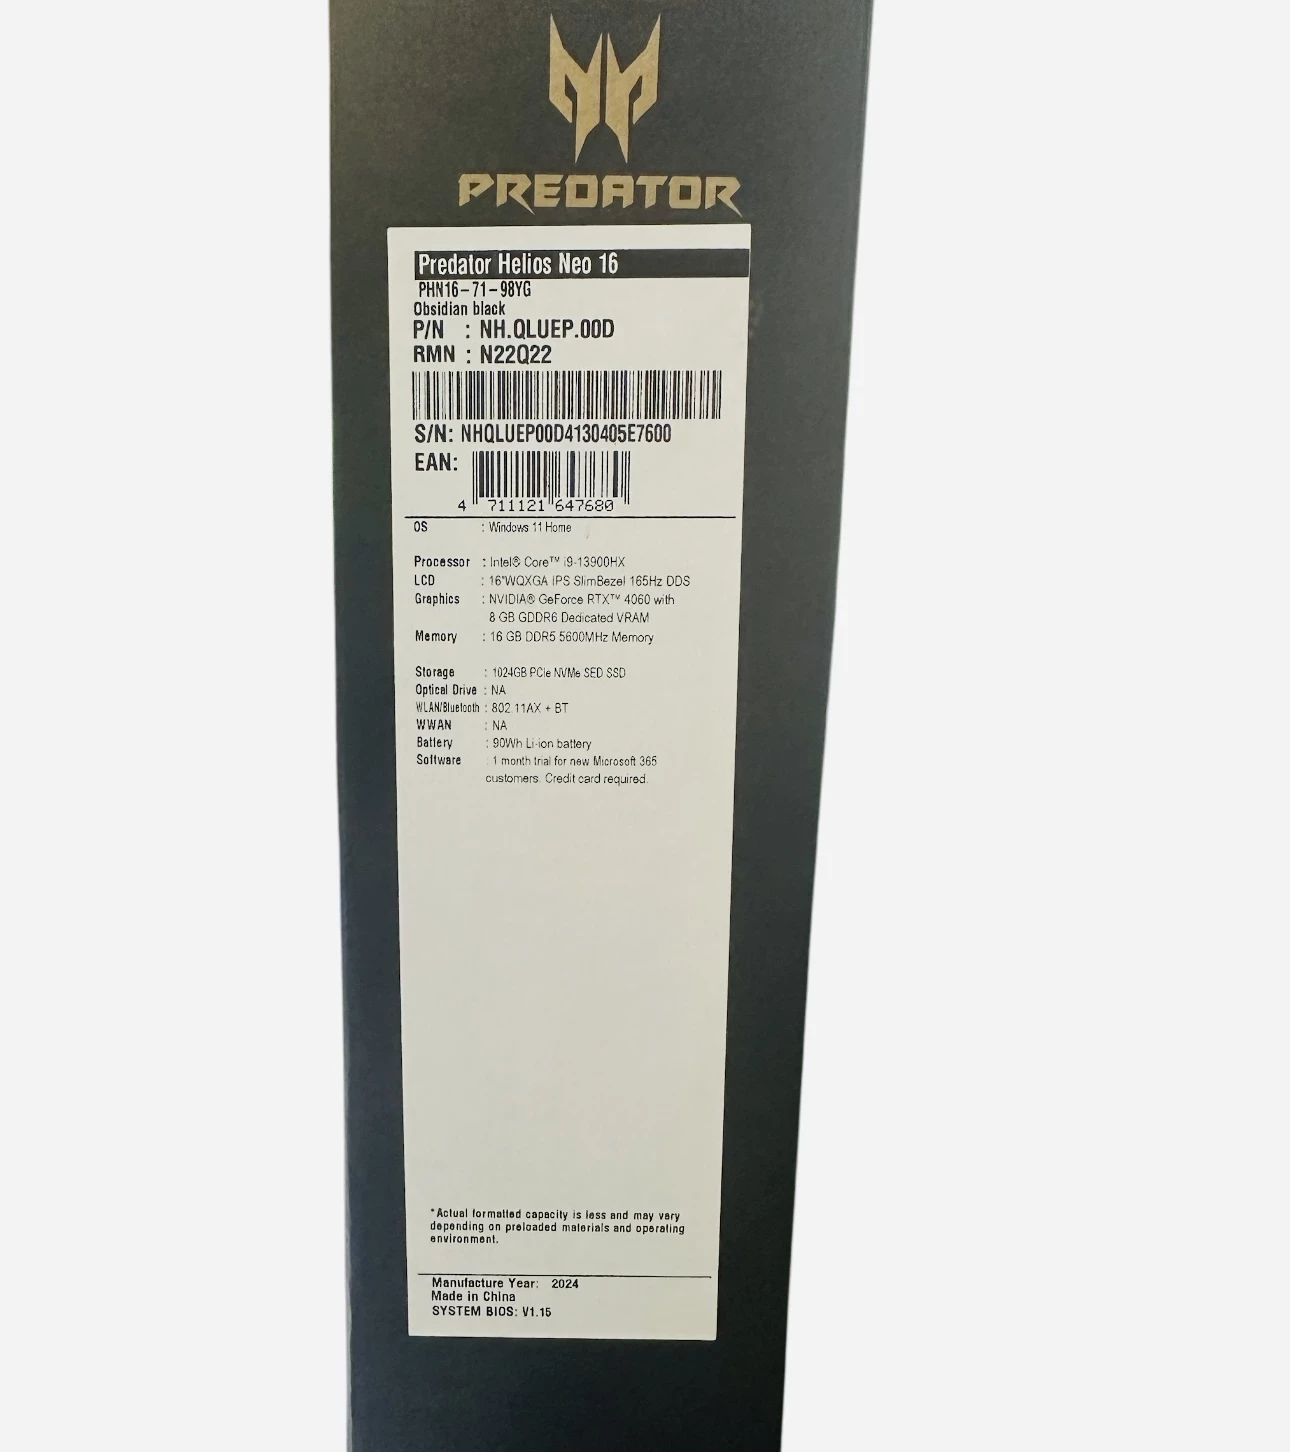 PREDATOR
Predator Helios Neo 16
PHN16-71-98YG
Obsidian black
P/N : NH.QLUEP.00D
RMN : N22Q22
S/N: NHQLUEP00D4130405E7600
EAN:
4 711121 647680
OS : Windows 11 Home
Processor : Intel® Core™ i9-13900HX
LCD : 16"WQXGA IPS SlimBezel 165Hz DDS
Graphics : NVIDIA® GeForce RTX™ 4060 with
8 GB GDDR6 Dedicated VRAM
Memory : 16 GB DDR5 5600MHz Memory
Storage : 1024GB PCIe NVMe SED SSD
Optical Drive : NA
WLAN/Bluetooth : 802.11AX + BT
WWAN : NA
Battery : 90Wh Li-ion battery
Software : 1 month trial for new Microsoft 365
customers. Credit card required.
*Actual formatted capacity is less and may vary
depending on preloaded materials and operating
environment.
Manufacture Year: 2024
Made in China
SYSTEM BIOS: V1.15